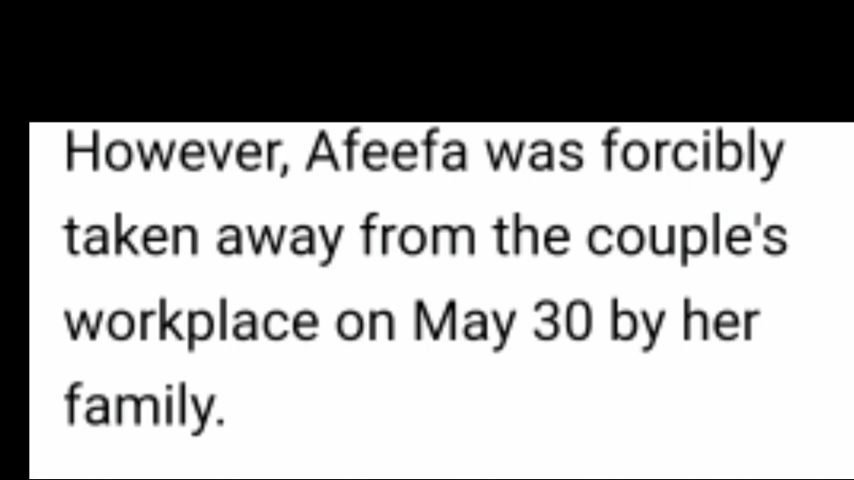 However, Afeefa was forcibly
taken away from the couple's
workplace on May 30 by her
family.